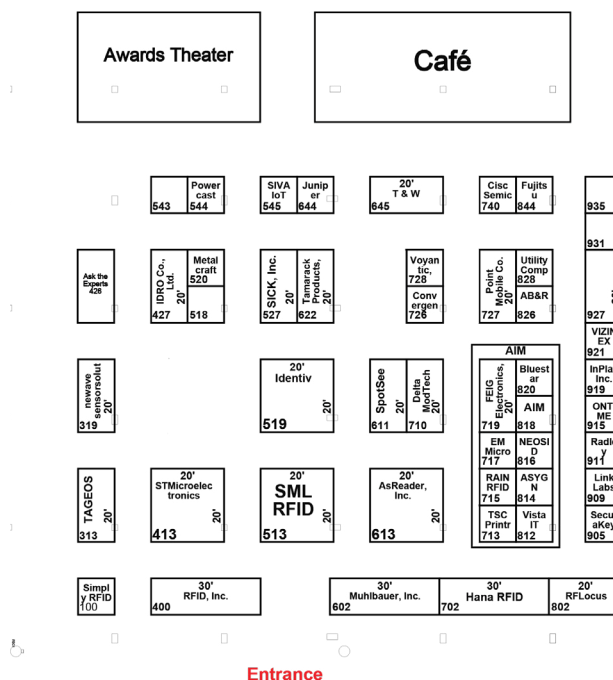 Awards Theater
Café
543
Power
cast
544
SIVA
IoT
545
Junip
er
644
20'
T & W
645
Cisc
Semic
740
Fujits
u
844
935
931
Ask the
Experts
426
IDRO Co.,
Ltd.
20'
427
Metal
craft
520
518
SICK, Inc.
20'
527
Tamarack
Products,
20'
622
Voyan
tic,
728
Conv
ergen
726
Point
Mobile Co.
20'
727
Utility
Comp
828
AB&R
826
927
VIZIN
EX
921
AIM
newave
sensorsolut
20'
319
20'
Identiv
20'
519
SpotSee
20'
611
Delta
ModTech
20'
710
FEIG
Electronics,
20'
719
Bluest
ar
820
AIM
818
InPla
Inc.
919
ONT
ME
915
EM
Micro
717
NEOSI
D
816
Radie
y
911
TAGEOS
20'
313
20'
STMicroelec
tronics
20'
413
20'
SML
RFID
20'
513
20'
AsReader,
Inc.
20'
613
RAIN
RFID
715
ASYG
N
814
Link
Labs
909
TSC
Printr
713
Vista
IT
812
Secu
aKey
905
Simpl
y RFID
100
30'
RFID, Inc.
400
30'
Muhlbauer, Inc.
602
30'
Hana RFID
702
20'
RFLocus
802
Entrance